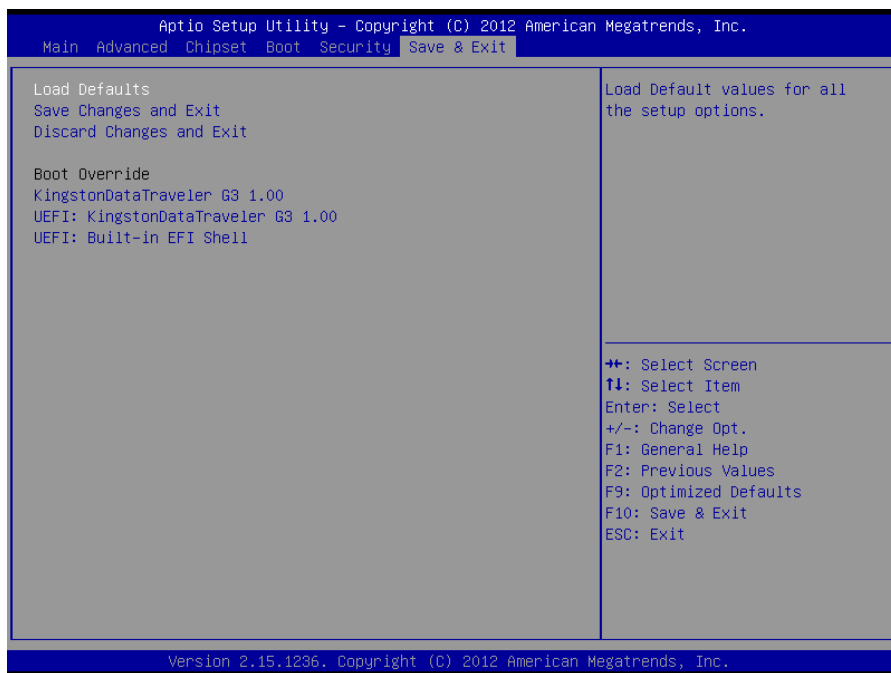 Aptio Setup Utility – Copyright (C) 2012 American Megatrends, Inc.
Main Advanced Chipset Boot Security Save & Exit
Load Defaults
Save Changes and Exit
Discard Changes and Exit
Boot Override
KingstonDataTraveler G3 1.00
UEFI: KingstonDataTraveler G3 1.00
UEFI: Built-in EFI Shell
Load Default values for all
the setup options.
→←: Select Screen
↑↓: Select Item
Enter: Select
+/-: Change Opt.
F1: General Help
F2: Previous Values
F9: Optimized Defaults
F10: Save & Exit
ESC: Exit
Version 2.15.1236. Copyright (C) 2012 American Megatrends, Inc.